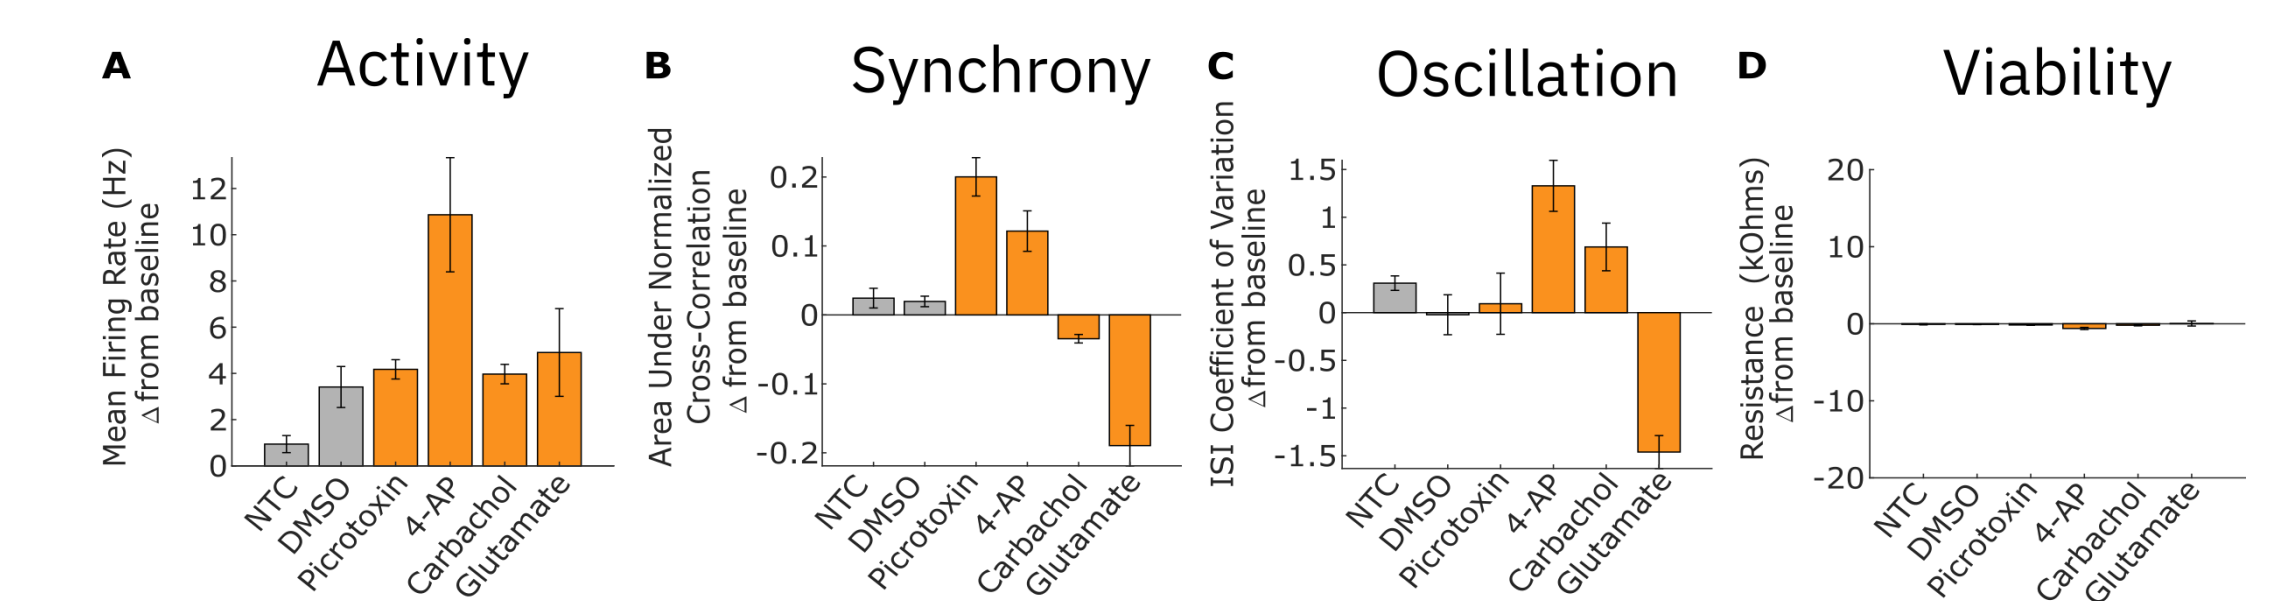 A Activity
Mean Firing Rate (Hz)
△from baseline
12
10
8
6
4
2
0
NTC
DMSO
Picrotoxin
4-AP
Carbachol
Glutamate
B Synchrony
Area Under Normalized
Cross-Correlation
△ from baseline
0.2
0.1
0
-0.1
-0.2
NTC
DMSO
Picrotoxin
4-AP
Carbachol
Glutamate
C Oscillation
ISI Coefficient of Variation
△from baseline
1.5
1
0.5
0
-0.5
-1
-1.5
NTC
DMSO
Picrotoxin
4-AP
Carbachol
Glutamate
D Viability
Resistance (kOhms)
△from baseline
20
10
0
-10
-20
NTC
DMSO
Picrotoxin
4-AP
Carbachol
Glutamate